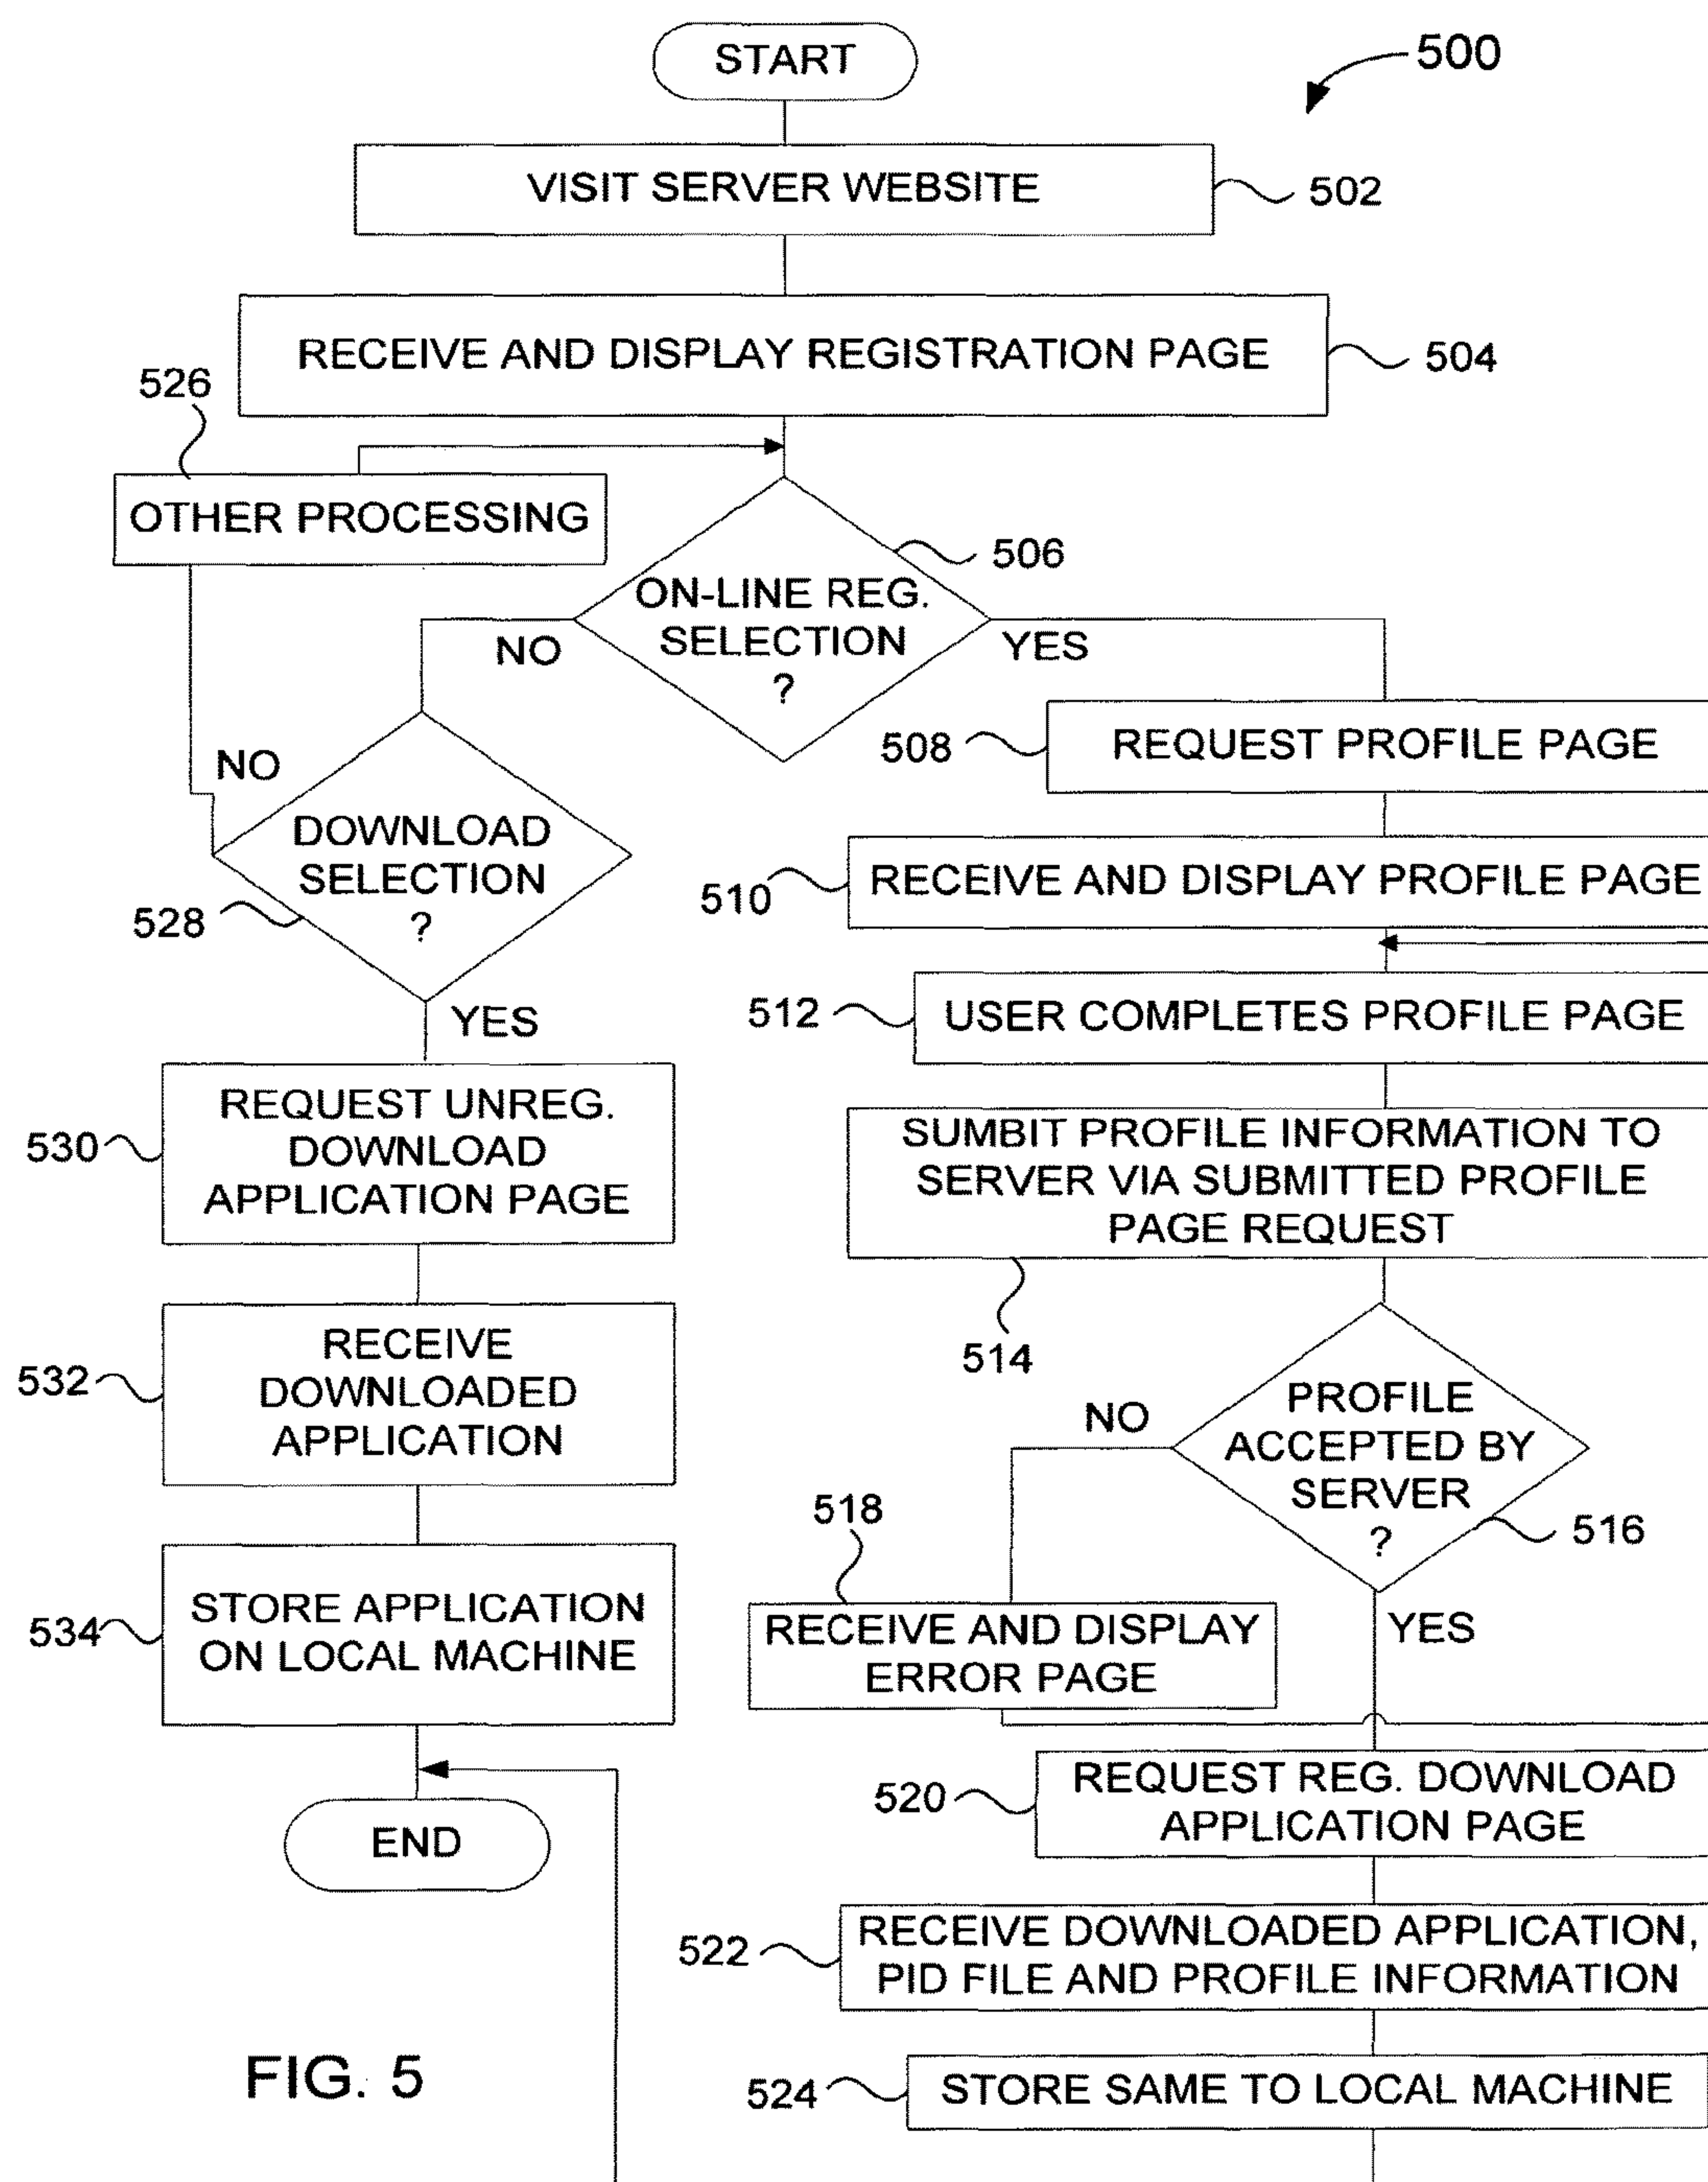 START
500
VISIT SERVER WEBSITE
502
RECEIVE AND DISPLAY REGISTRATION PAGE
504
526
OTHER PROCESSING
506
ON-LINE REG.
SELECTION
?
NO
YES
508
REQUEST PROFILE PAGE
NO
DOWNLOAD
SELECTION
?
528
510
RECEIVE AND DISPLAY PROFILE PAGE
512
USER COMPLETES PROFILE PAGE
YES
530
REQUEST UNREG.
DOWNLOAD
APPLICATION PAGE
SUMBIT PROFILE INFORMATION TO
SERVER VIA SUBMITTED PROFILE
PAGE REQUEST
514
532
RECEIVE
DOWNLOADED
APPLICATION
NO
PROFILE
ACCEPTED BY
SERVER
?
516
518
RECEIVE AND DISPLAY
ERROR PAGE
YES
534
STORE APPLICATION
ON LOCAL MACHINE
END
520
REQUEST REG. DOWNLOAD
APPLICATION PAGE
522
RECEIVE DOWNLOADED APPLICATION,
PID FILE AND PROFILE INFORMATION
524
STORE SAME TO LOCAL MACHINE
FIG. 5